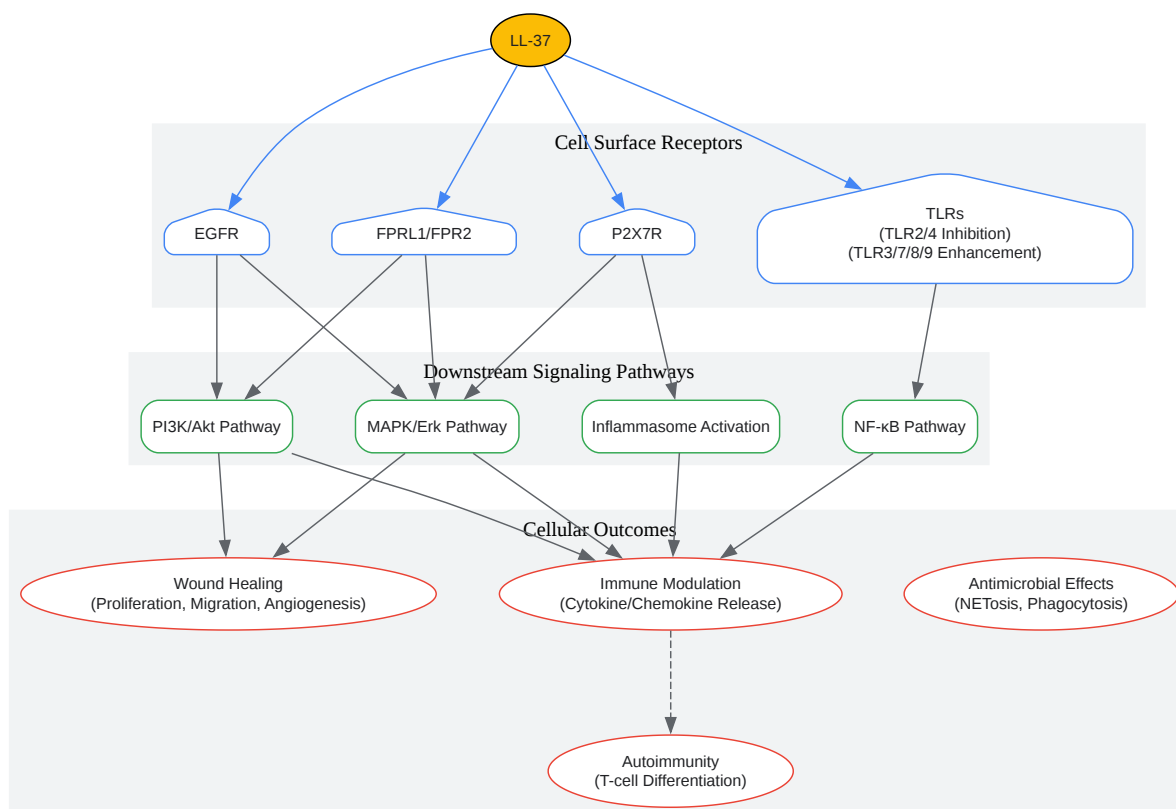 LL-37
Cell Surface Receptors
EGFR
FPRL1/FPR2
P2X7R
TLRs
(TLR2/4 Inhibition)
(TLR3/7/8/9 Enhancement)
Downstream Signaling Pathways
PI3K/Akt Pathway
MAPK/Erk Pathway
Inflammasome Activation
NF-κB Pathway
Cellular Outcomes
Wound Healing
(Proliferation, Migration, Angiogenesis)
Immune Modulation
(Cytokine/Chemokine Release)
Antimicrobial Effects
(NETosis, Phagocytosis)
Autoimmunity
(T-cell Differentiation)